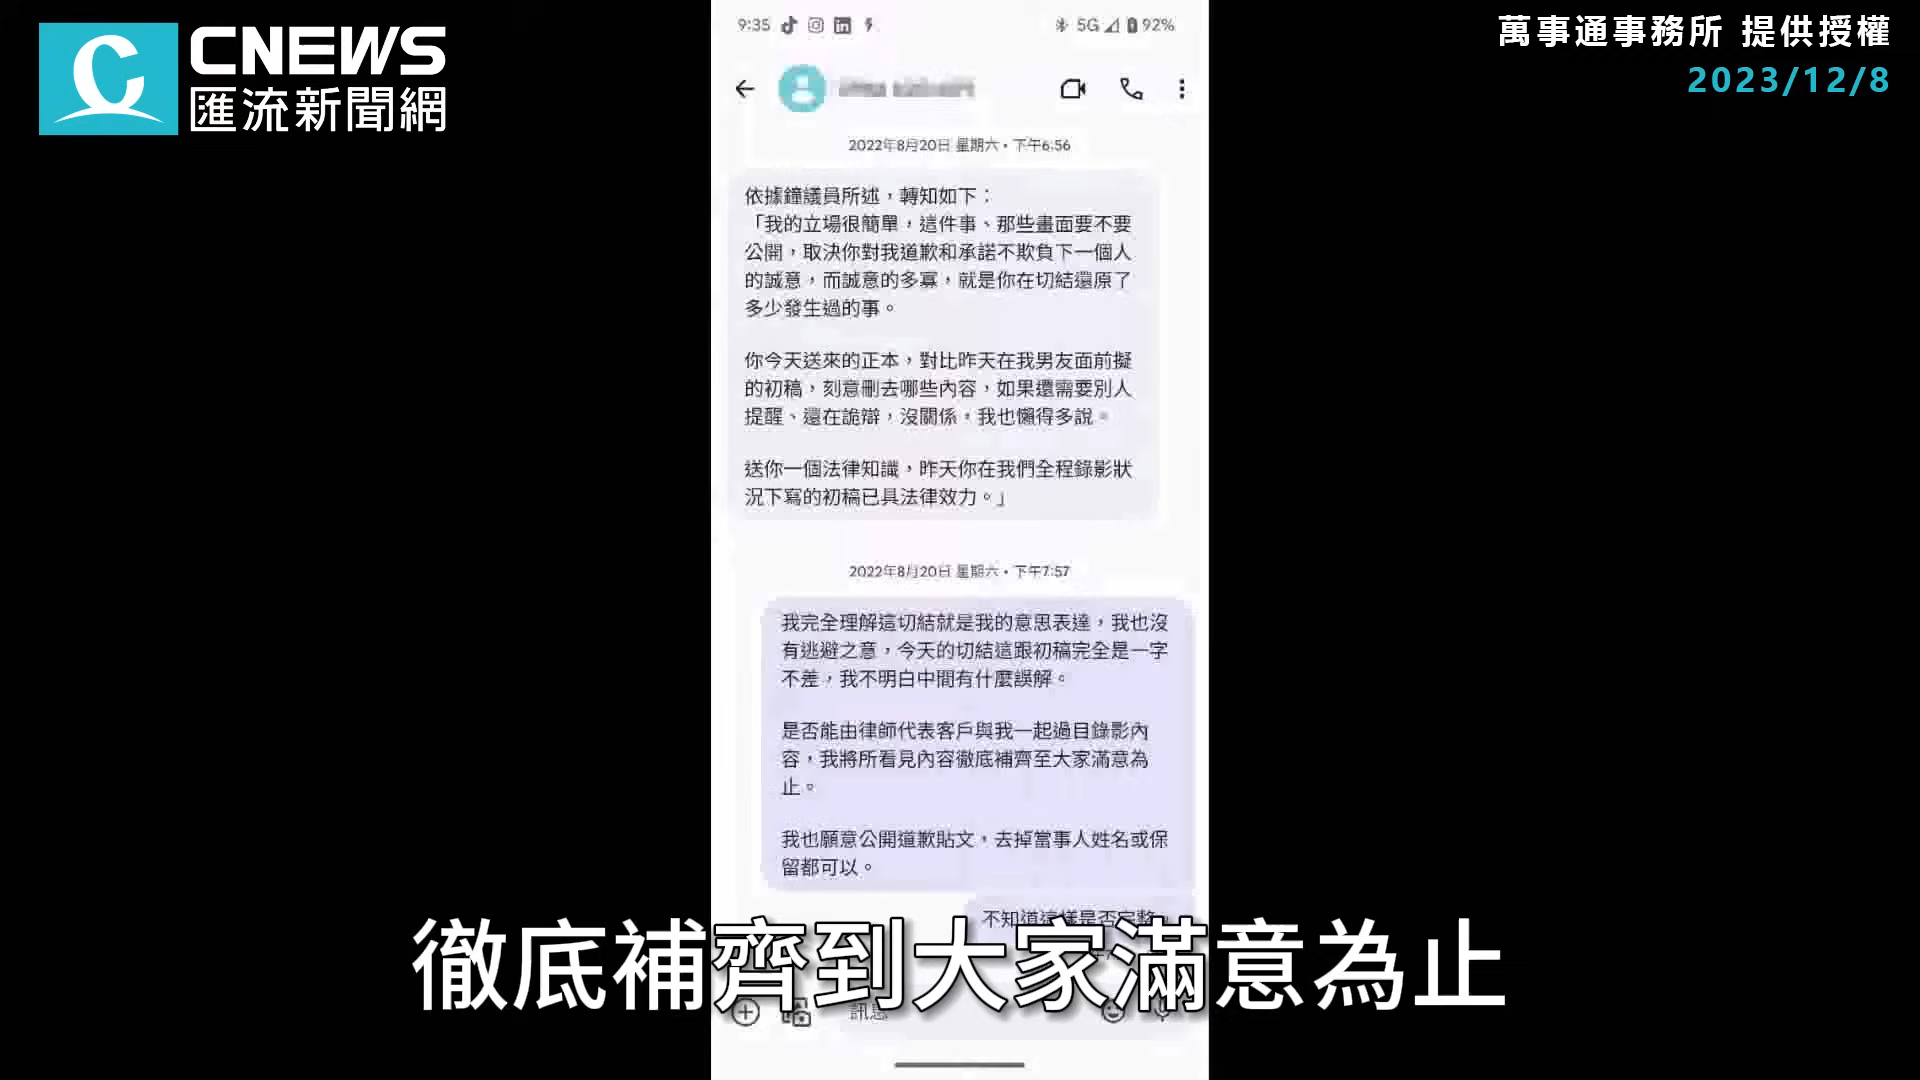 CNEWS
匯流新聞網
萬事通事務所 提供授權
2023/12/8
9:35
5G
92%
2022年8月20日 星期六•下午6:56
依據鐘議員所述，轉知如下：
「我的立場很簡單，這件事、那些畫面要不要
公開，取決你對我道歉和承諾不欺負下一個人
的誠意，而誠意的多寡，就是你在切結還原了
多少發生過的事。
你今天送來的正本，對比昨天在我男友面前擬
的初稿，刻意刪去哪些內容，如果還需要別人
提醒、還在詭辯，沒關係，我也懶得多說。
送你一個法律知識，昨天你在我們全程錄影狀
況下寫的初稿已具法律效力。」
2022年8月20日 星期六•下午7:57
我完全理解這切結就是我的意思表達，我也沒
有逃避之意，今天的切結這跟初稿完全是一字
不差，我不明白中間有什麼誤解。
是否能由律師代表客戶與我一起過目錄影內
容，我將所看見內容徹底補齊至大家滿意為
止。
我也願意公開道歉貼文，去掉當事人姓名或保
留都可以。
不知道這樣是否完整
徹底補齊到大家滿意為止
訊息